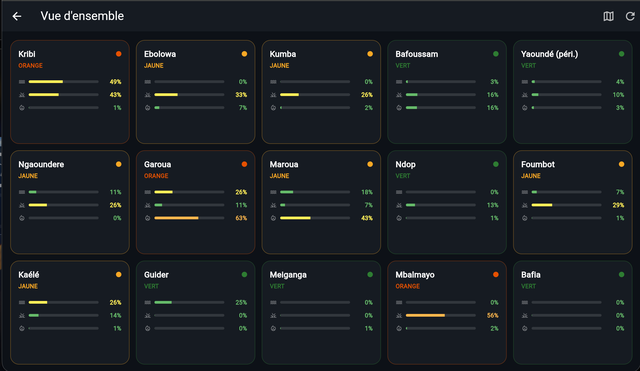 Vue d'ensemble
Kribi
ORANGE
49%
43%
1%
Ebolowa
JAUNE
0%
33%
7%
Kumba
JAUNE
0%
26%
2%
Bafoussam
VERT
3%
16%
16%
Yaoundé (péri.)
VERT
4%
10%
3%
Ngaoundere
JAUNE
11%
26%
0%
Garoua
ORANGE
26%
11%
63%
Maroua
JAUNE
18%
7%
43%
Ndop
VERT
0%
13%
1%
Foumbot
JAUNE
7%
29%
1%
Kaélé
JAUNE
26%
14%
1%
Guider
VERT
25%
0%
0%
Meiganga
VERT
0%
0%
1%
Mbalmayo
ORANGE
0%
56%
2%
Bafia
VERT
0%
0%
0%